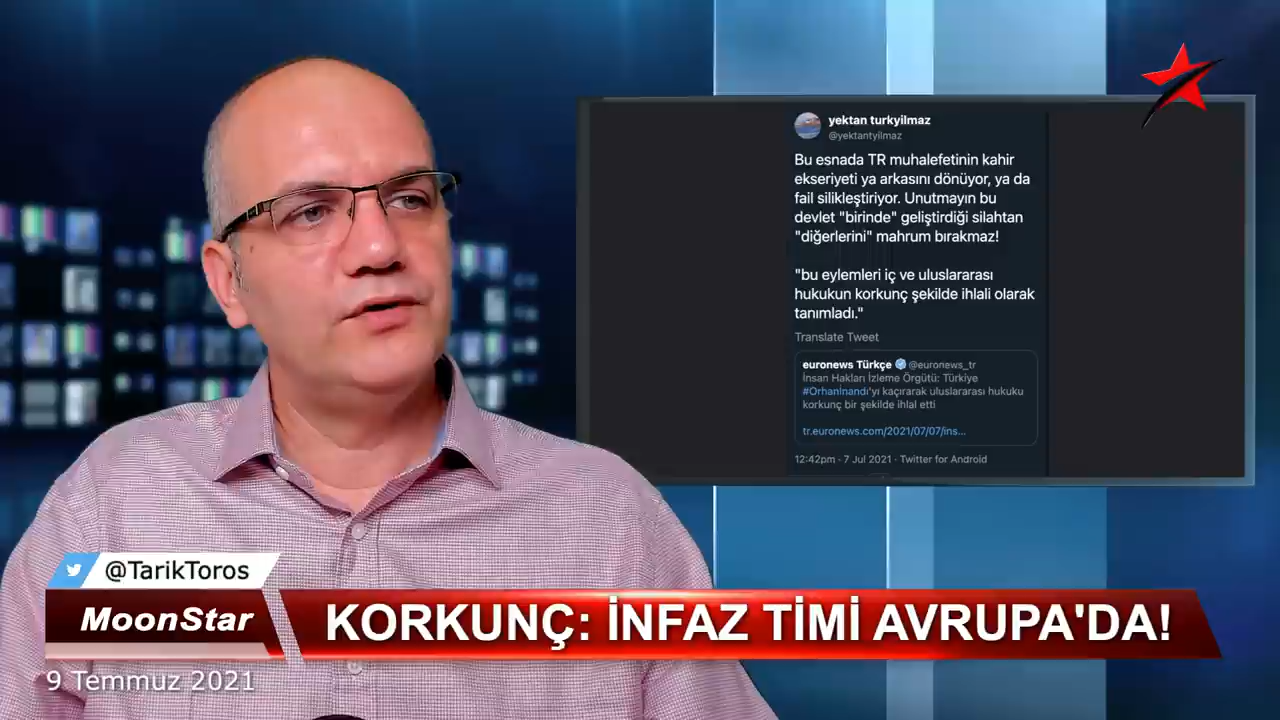 yektan turkyilmaz
@yektantyilmaz
Bu esnada TR muhalefetinin kahir
ekseriyeti ya arkasını dönüyor, ya da
fail silikleştiriyor. Unutmayın bu
devlet "birinde" geliştirdiği silahtan
"diğerlerini" mahrum bırakmaz!
"bu eylemleri iç ve uluslararası
hukukun korkunç şekilde ihlali olarak
tanımladı."
Translate Tweet
euronews Türkçe @euronews_tr
İnsan Hakları İzleme Örgütü: Türkiye
#Orhanİnandı'yı kaçırarak uluslararası hukuku
korkunç bir şekilde ihlal etti
tr.euronews.com/2021/07/07/ins...
12:42pm - 7 Jul 2021 · Twitter for Android
@TarikToros
MoonStar
KORKUNÇ: İNFAZ TİMİ AVRUPA'DA!
9 Temmuz 2021